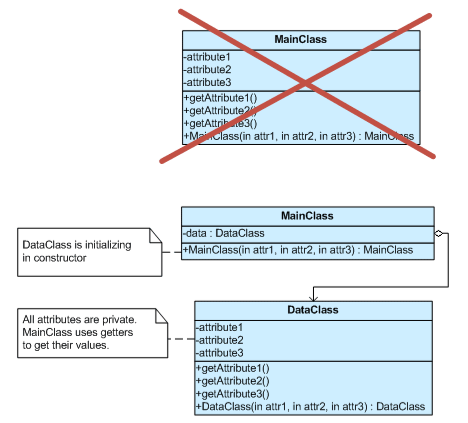 MainClass
-attribute1
-attribute2
-attribute3
+getAttribute1()
+getAttribute2()
+getAttribute3()
+MainClass(in attr1, in attr2, in attr3) : MainClass
MainClass
-data : DataClass
+MainClass(in attr1, in attr2, in attr3) : MainClass
DataClass is initializing
in constructor
All attributes are private.
MainClass uses getters
to get their values.
DataClass
-attribute1
-attribute2
-attribute3
+getAttribute1()
+getAttribute2()
+getAttribute3()
+DataClass(in attr1, in attr2, in attr3) : DataClass